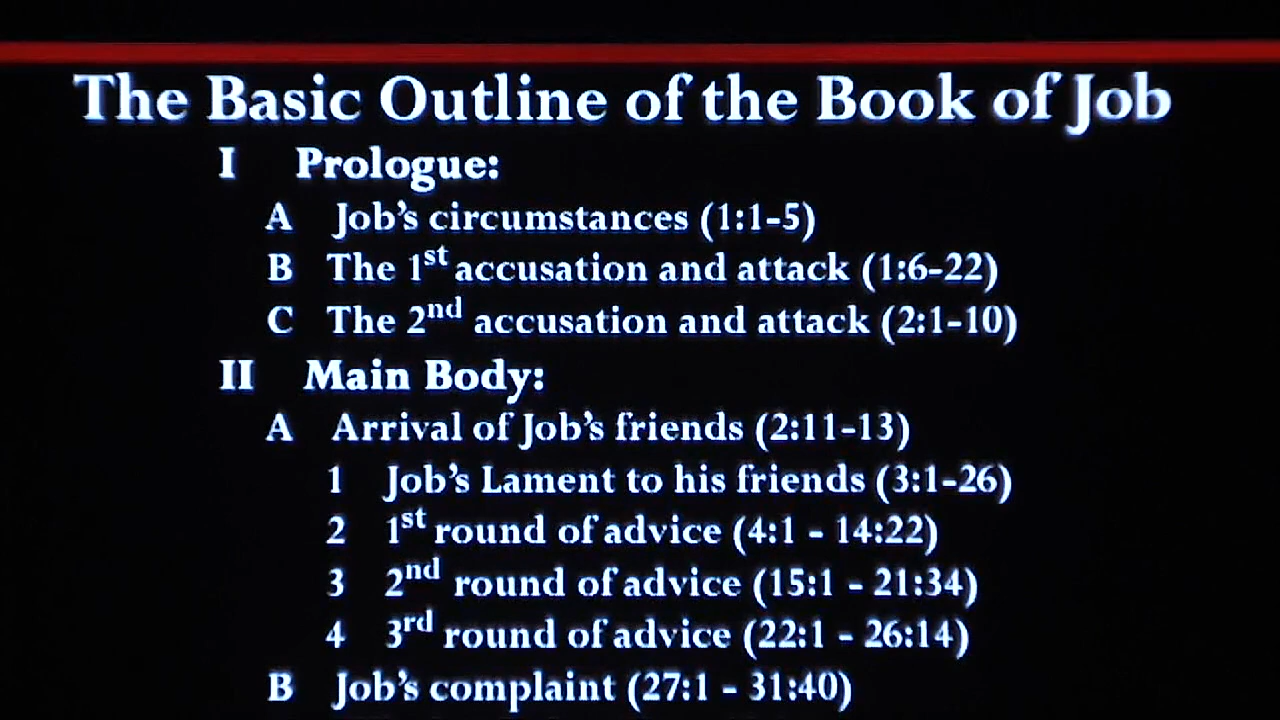 The Basic Outline of the Book of Job
I Prologue:
A Job's circumstances (1:1-5)
B The 1st accusation and attack (1:6-22)
C The 2nd accusation and attack (2:1-10)
II Main Body:
A Arrival of Job's friends (2:11-13)
1 Job's Lament to his friends (3:1-26)
2 1st round of advice (4:1 - 14:22)
3 2nd round of advice (15:1 - 21:34)
4 3rd round of advice (22:1 - 26:14)
B Job's complaint (27:1 - 31:40)